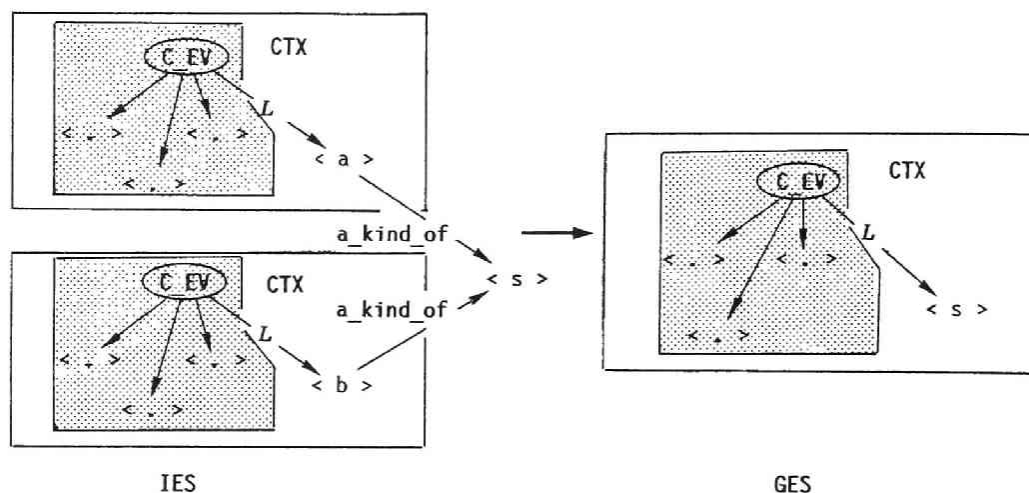 C_EV CTX
L
< . > < . >
< a >
< . >
a_kind_of
C_EV CTX
< s >
a_kind_of
L
< . > < . >
< b >
< . >
IES
C_EV CTX
L
< . > < . >
< s >
< . >
GES